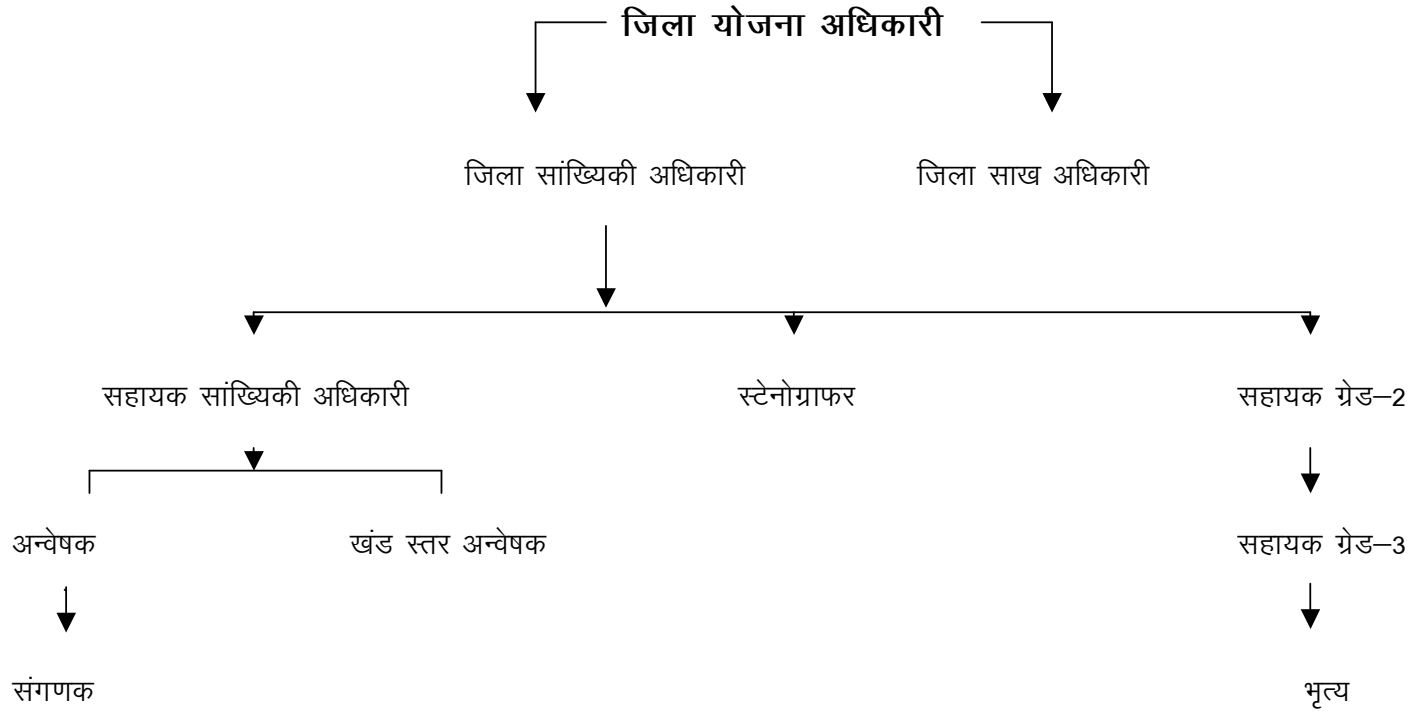 जिला योजना अधिकारी
जिला सांख्यिकी अधिकारी जिला साख अधिकारी
सहायक सांख्यिकी अधिकारी स्टेनोग्राफर सहायक ग्रेड–2
अन्वेषक खंड स्तर अन्वेषक सहायक ग्रेड–3
संगणक भृत्य